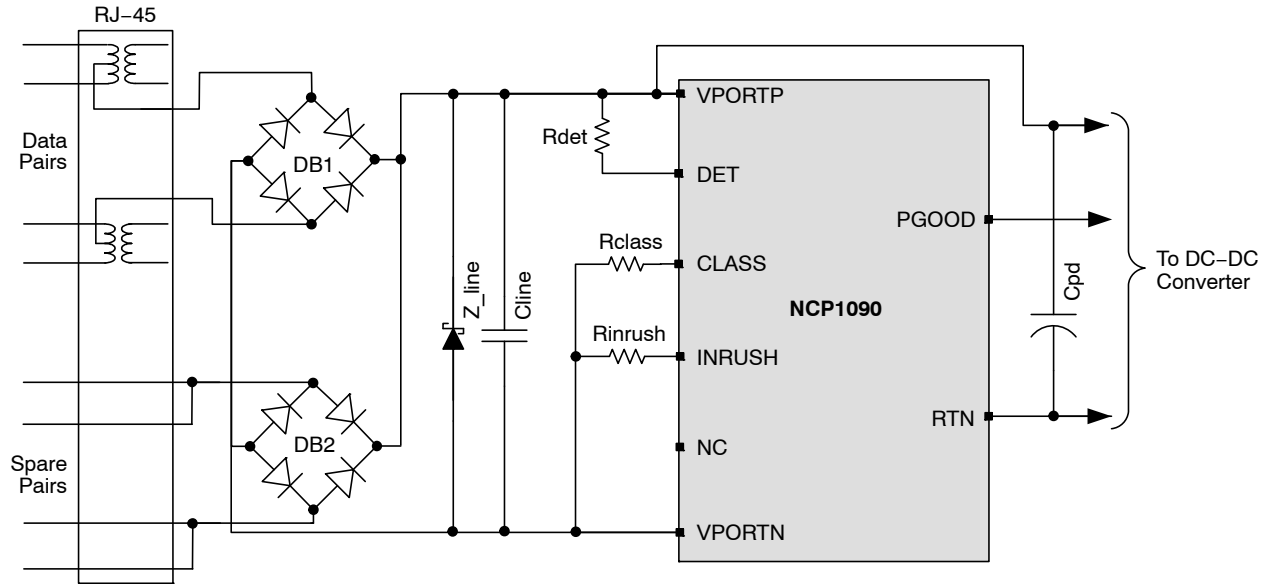 RJ−45
Data
Pairs
DB1
Rdet
VPORTP
DET
PGOOD
Rclass
CLASS
To DC−DC
Converter
Z_line
Cline
Cpd
NCP1090
Rinrush
INRUSH
RTN
DB2
NC
Spare
Pairs
VPORTN